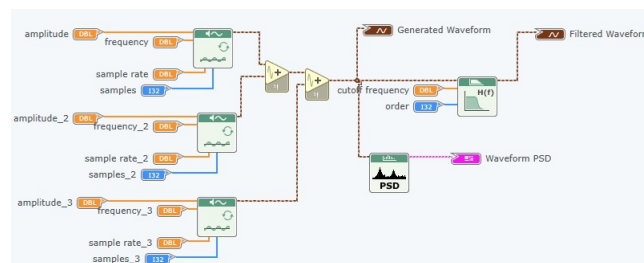 amplitude DBL
frequency DBL
sample rate DBL
samples I32
Generated Waveform
Filtered Waveform
cutoff frequency DBL
order I32
H(f)
amplitude_2 DBL
frequency_2 DBL
sample rate_2 DBL
samples_2 I32
PSD
Waveform PSD
amplitude_3 DBL
frequency_3 DBL
sample rate_3 DBL
samples_3 I32